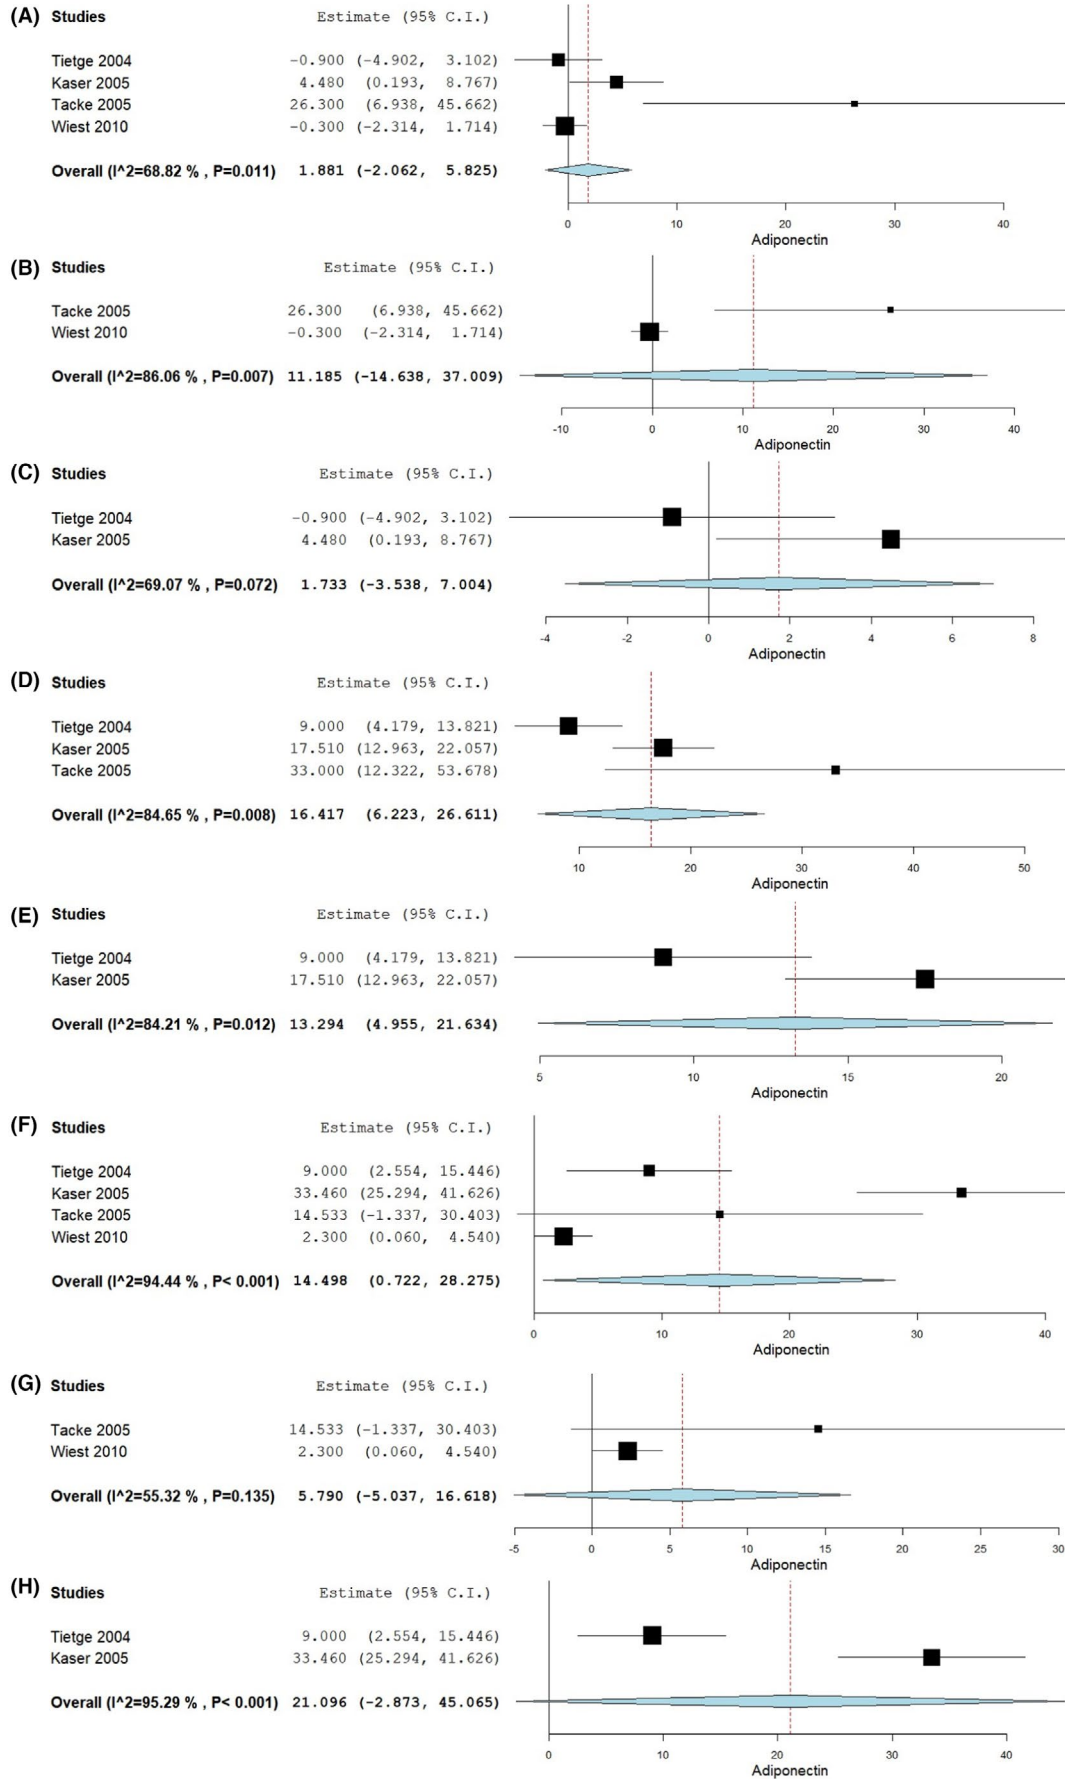 (A) Studies Estimate (95% C.I.)
Tietge 2004 -0.900 (-4.902, 3.102)
Kaser 2005 4.480 (0.193, 8.767)
Tacke 2005 26.300 (6.938, 45.662)
Wiest 2010 -0.300 (-2.314, 1.714)
Overall (I^2=68.82 % , P=0.011) 1.881 (-2.062, 5.825)
0 10 20 30 40
Adiponectin
(B) Studies Estimate (95% C.I.)
Tacke 2005 26.300 (6.938, 45.662)
Wiest 2010 -0.300 (-2.314, 1.714)
Overall (I^2=86.06 % , P=0.007) 11.185 (-14.638, 37.009)
-10 0 10 20 30 40
Adiponectin
(C) Studies Estimate (95% C.I.)
Tietge 2004 -0.900 (-4.902, 3.102)
Kaser 2005 4.480 (0.193, 8.767)
Overall (I^2=69.07 % , P=0.072) 1.733 (-3.538, 7.004)
-4 -2 0 2 4 6 8
Adiponectin
(D) Studies Estimate (95% C.I.)
Tietge 2004 9.000 (4.179, 13.821)
Kaser 2005 17.510 (12.963, 22.057)
Tacke 2005 33.000 (12.322, 53.678)
Overall (I^2=84.65 % , P=0.008) 16.417 (6.223, 26.611)
10 20 30 40 50
Adiponectin
(E) Studies Estimate (95% C.I.)
Tietge 2004 9.000 (4.179, 13.821)
Kaser 2005 17.510 (12.963, 22.057)
Overall (I^2=84.21 % , P=0.012) 13.294 (4.955, 21.634)
5 10 15 20
Adiponectin
(F) Studies Estimate (95% C.I.)
Tietge 2004 9.000 (2.554, 15.446)
Kaser 2005 33.460 (25.294, 41.626)
Tacke 2005 14.533 (-1.337, 30.403)
Wiest 2010 2.300 (0.060, 4.540)
Overall (I^2=94.44 % , P< 0.001) 14.498 (0.722, 28.275)
0 10 20 30 40
Adiponectin
(G) Studies Estimate (95% C.I.)
Tacke 2005 14.533 (-1.337, 30.403)
Wiest 2010 2.300 (0.060, 4.540)
Overall (I^2=55.32 % , P=0.135) 5.790 (-5.037, 16.618)
-5 0 5 10 15 20 25 30
Adiponectin
(H) Studies Estimate (95% C.I.)
Tietge 2004 9.000 (2.554, 15.446)
Kaser 2005 33.460 (25.294, 41.626)
Overall (I^2=95.29 % , P< 0.001) 21.096 (-2.873, 45.065)
0 10 20 30 40
Adiponectin